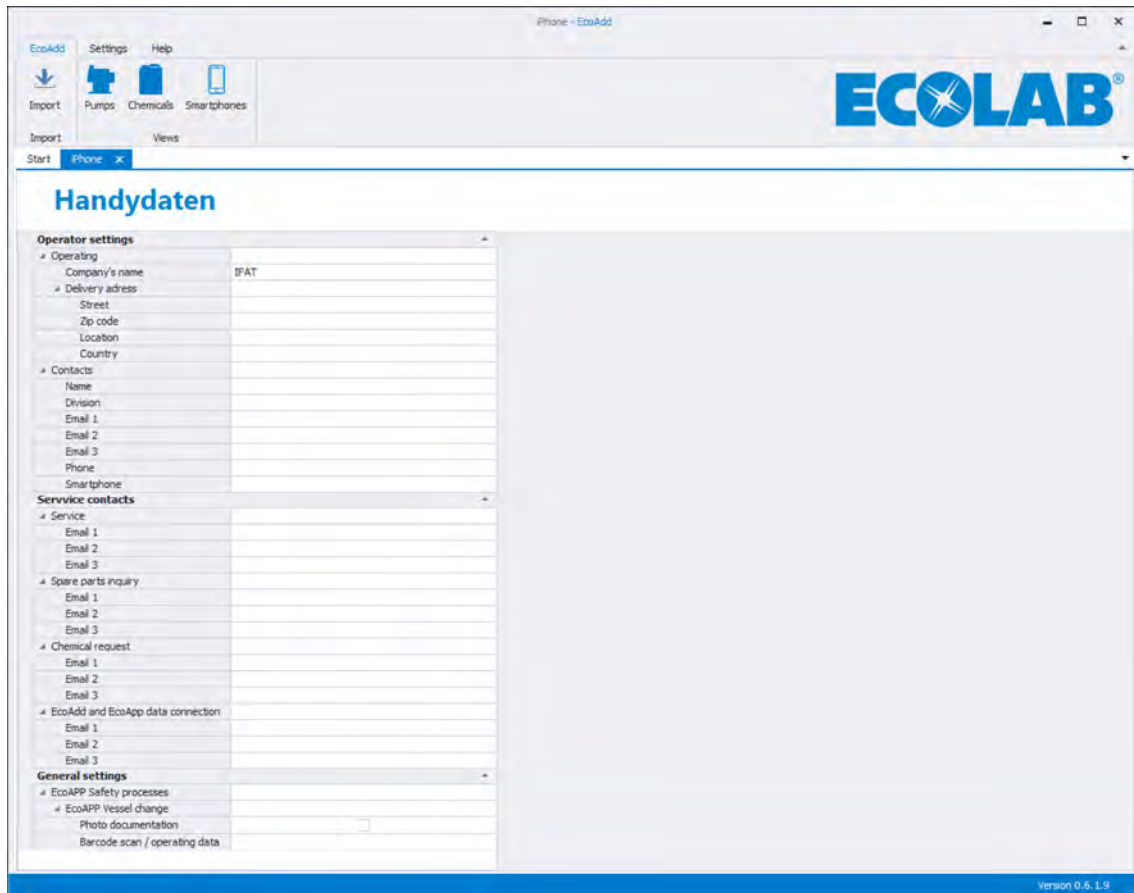 iPhone - EcoAdd
EcoAdd Settings Help
Import Pumps Chemicals Smartphones
Import Views
ECOLAB®
Start iPhone
Handydaten
Operator settings
Operating
Company's name IFAT
Delivery adress
Street
Zip code
Location
Country
Contacts
Name
Division
Email 1
Email 2
Email 3
Phone
Smartphone
Servvice contacts
Service
Email 1
Email 2
Email 3
Spare parts inquiry
Email 1
Email 2
Email 3
Chemical request
Email 1
Email 2
Email 3
EcoAdd and EcoApp data connection
Email 1
Email 2
Email 3
General settings
EcoAPP Safety processes
EcoAPP Vessel change
Photo documentation
Barcode scan / operating data
Version 0.6.1.9